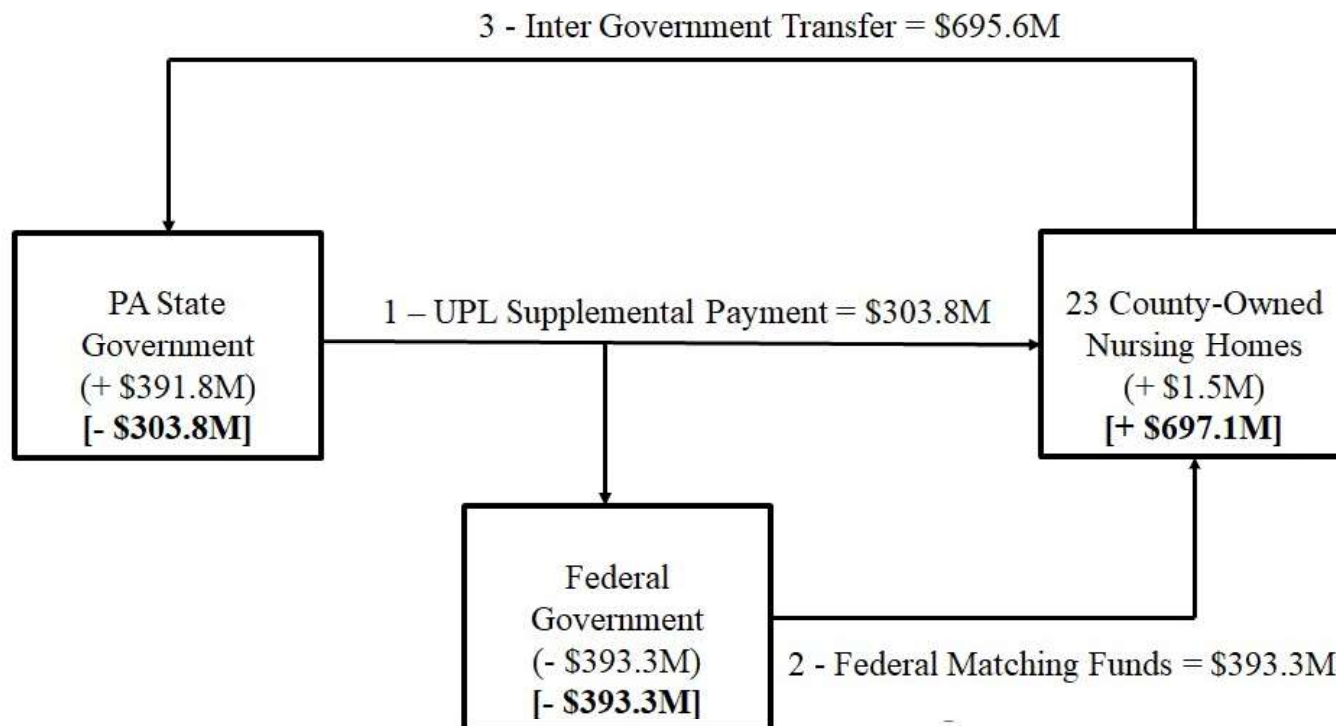 3 - Inter Government Transfer = $695.6M
PA State
Government
(+ $391.8M)
[- $303.8M]
1 – UPL Supplemental Payment = $303.8M
23 County-Owned
Nursing Homes
(+ $1.5M)
[+ $697.1M]
Federal
Government
(- $393.3M)
[- $393.3M]
2 - Federal Matching Funds = $393.3M